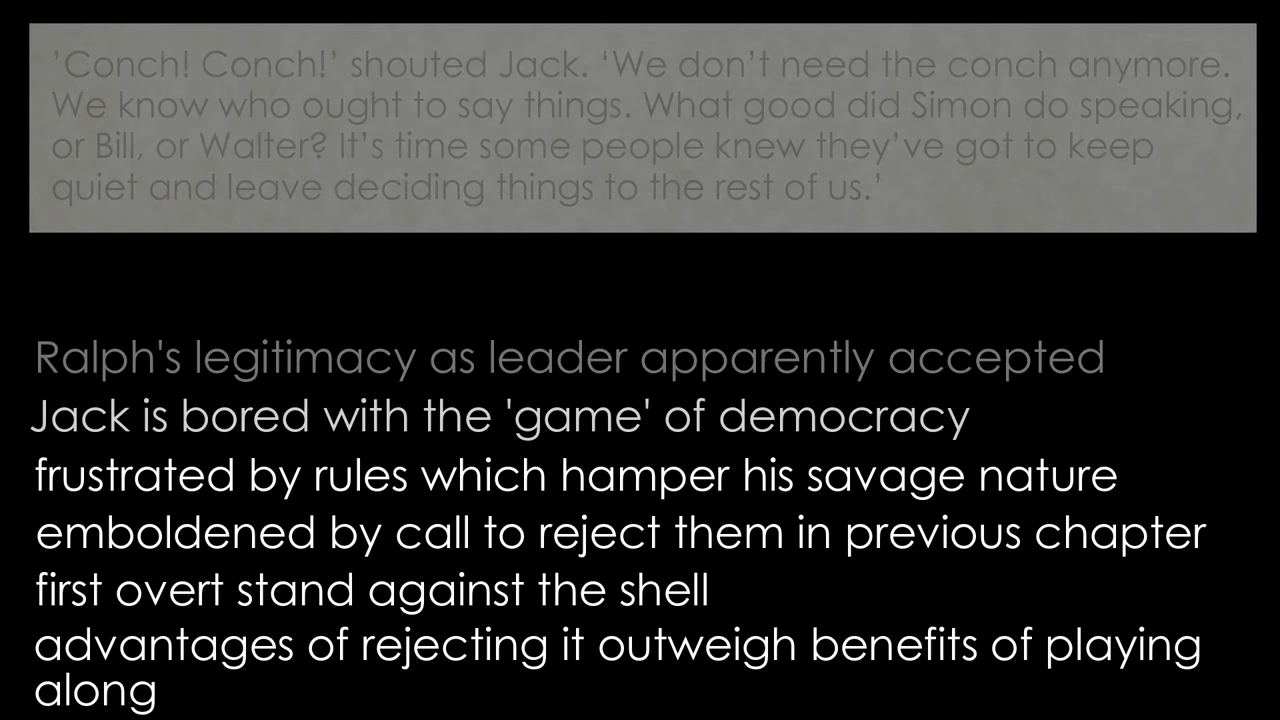 ’Conch! Conch!’ shouted Jack. ‘We don’t need the conch anymore.
We know who ought to say things. What good did Simon do speaking,
or Bill, or Walter? It’s time some people knew they’ve got to keep
quiet and leave deciding things to the rest of us.’
Ralph's legitimacy as leader apparently accepted
Jack is bored with the 'game' of democracy
frustrated by rules which hamper his savage nature
emboldened by call to reject them in previous chapter
first overt stand against the shell
advantages of rejecting it outweigh benefits of playing
along